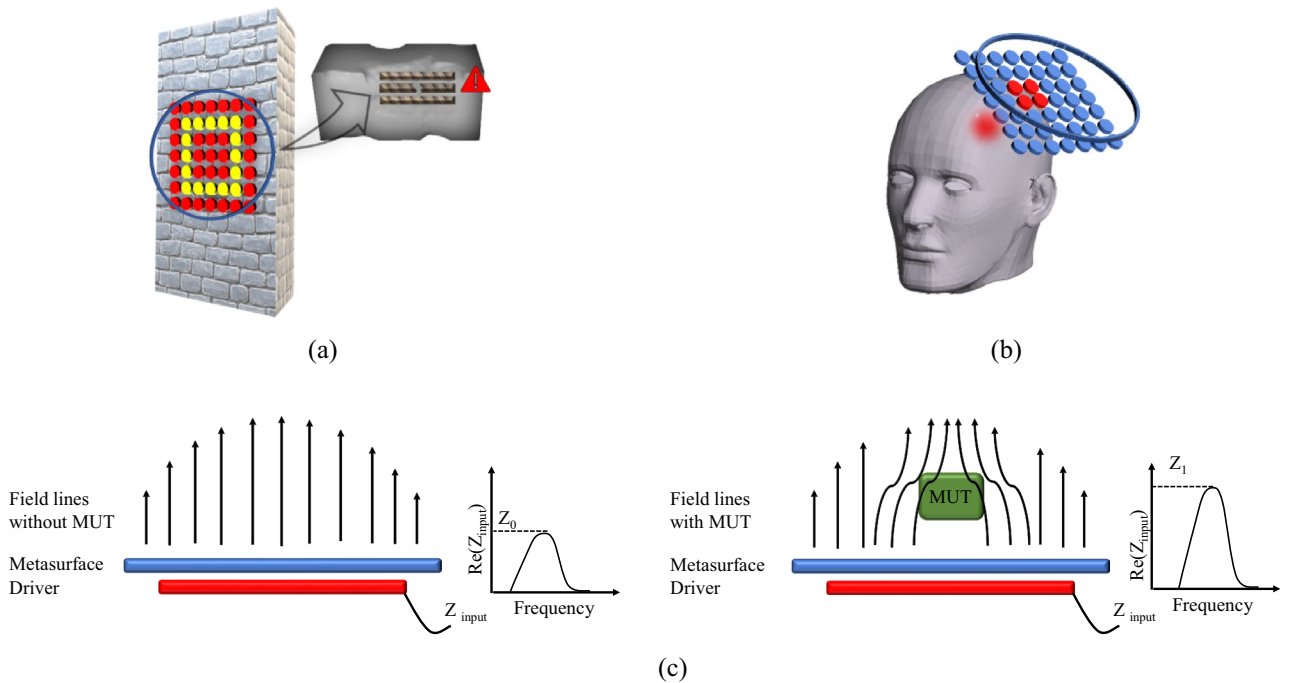 !
(a)
(b)
Field lines
without MUT
Metasurface
Driver
Z input
Re(Zinput)
Z0
Frequency
Field lines
with MUT
MUT
Metasurface
Driver
Z input
Re(Zinput)
Z1
Frequency
(c)